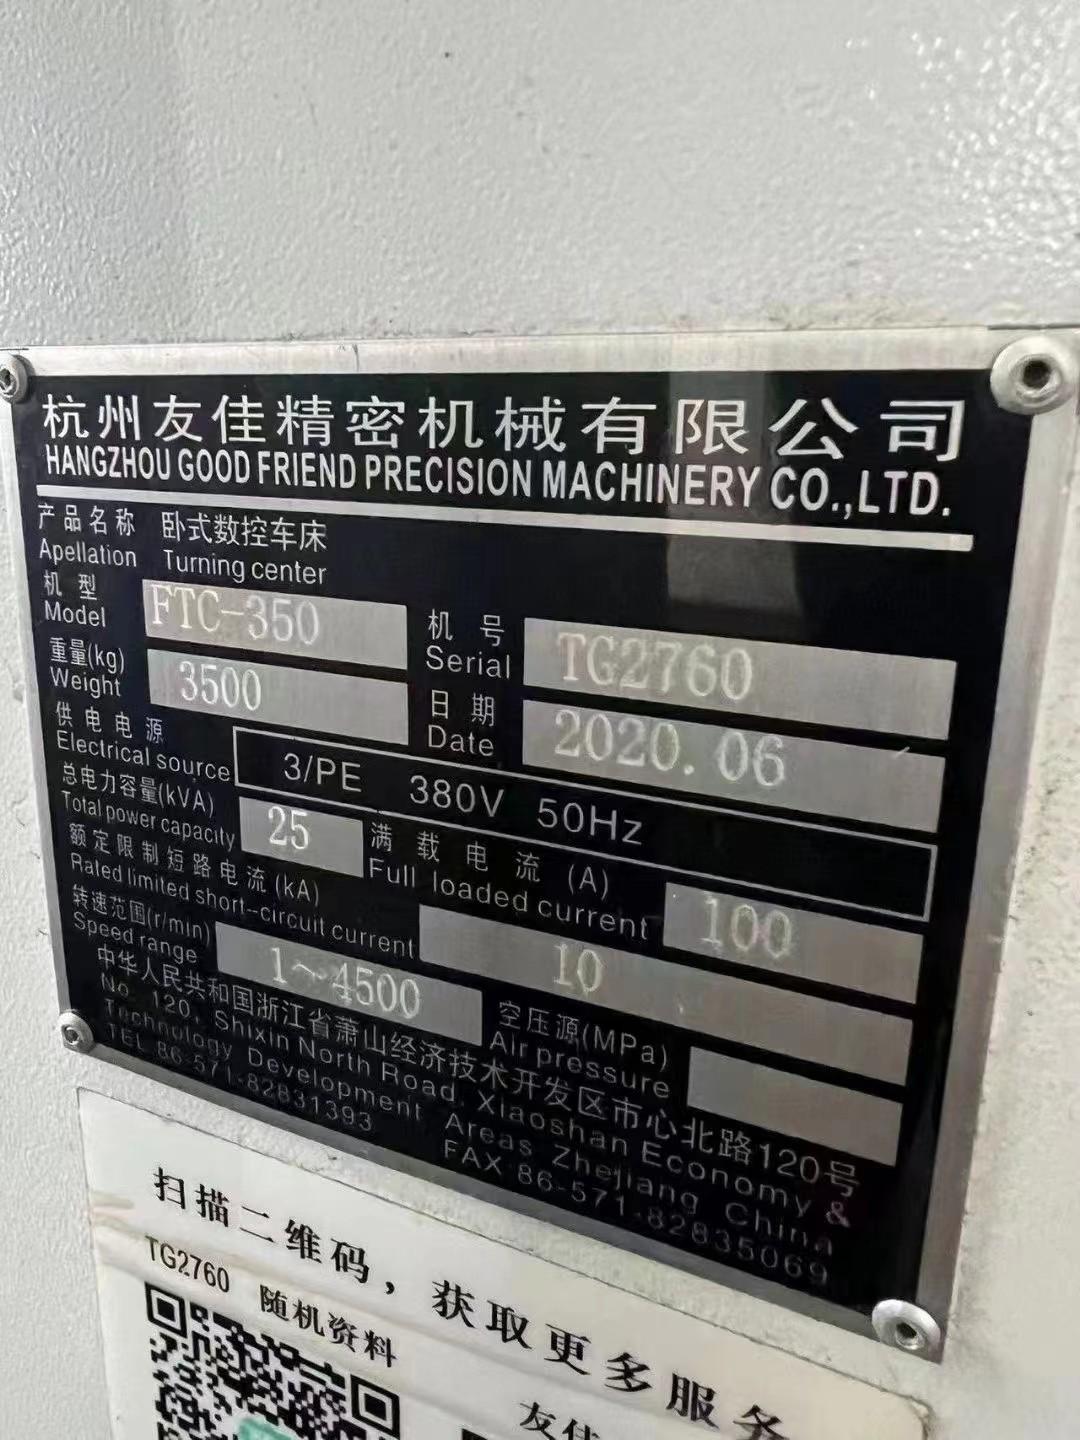 杭州友佳精密机械有限公司
HANGZHOU GOOD FRIEND PRECISION MACHINERY CO.,LTD.
产品名称 卧式数控车床
Apellation Turning center
机型 FTC-350
Model
机号 TG2760
Serial
重量(kg) 3500
Weight
日期 2020.06
Date
供电电源
Electrical source 3/PE 380V 50Hz
总电力容量(kVA) 25
Total power capacity
满载电流(A) 100
Full loaded current
额定限制短路电流(kA) 10
Rated limited short--circuit current
转速范围(r/min) 1~4500
Speed range
空压源(MPa)
Air pressure
中华人民共和国浙江省萧山经济技术开发区市心北路120号
No. 120, Shixin North Road, Xiaoshan Economy &
Technology Development Areas Zhejiang China
TEL 86-571-82831393 FAX 86-571-82835069
扫描二维码，获取更多服务
TG2760 随机资料
友佳